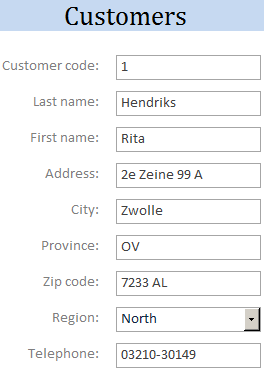 Customers
Customer code: 1
Last name: Hendriks
First name: Rita
Address: 2e Zeine 99 A
City: Zwolle
Province: OV
Zip code: 7233 AL
Region: North
Telephone: 03210-30149